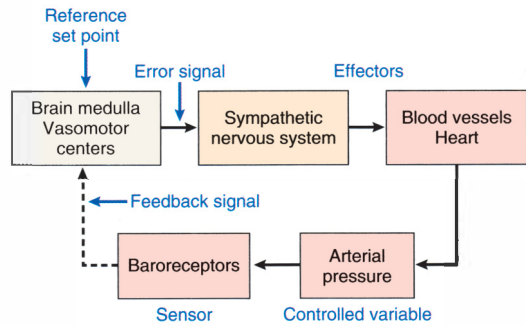 Reference
set point
Error signal
Effectors
Brain medulla
Vasomotor
centers
Sympathetic
nervous system
Blood vessels
Heart
Feedback signal
Baroreceptors
Arterial
pressure
Sensor
Controlled variable